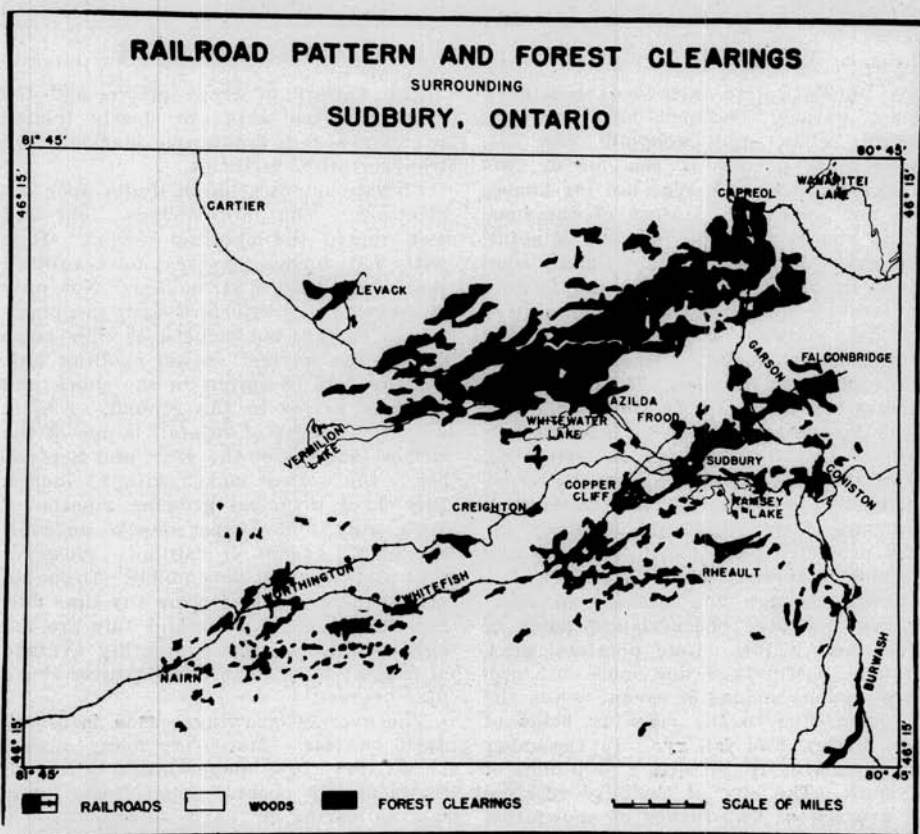 RAILROAD PATTERN AND FOREST CLEARINGS
SURROUNDING
SUDBURY, ONTARIO
81° 45'
80° 45'
46° 15'
46° 15'
CARTIER
CAPREOL
WANAPITEI
LAKE
LEVACK
GARSON
FALCONBRIDGE
AZILDA
FROOD
WHITEWATER
LAKE
VERMILION
LAKE
SUDBURY
COPPER
CLIFF
RAMSEY
LAKE
CONISTON
CREIGHTON
RHEAULT
WORTHINGTON
WHITEFISH
NAIRN
BURWASH
46° 15'
46° 15'
81° 45'
80° 45'
RAILROADS
WOODS
FOREST CLEARINGS
SCALE OF MILES